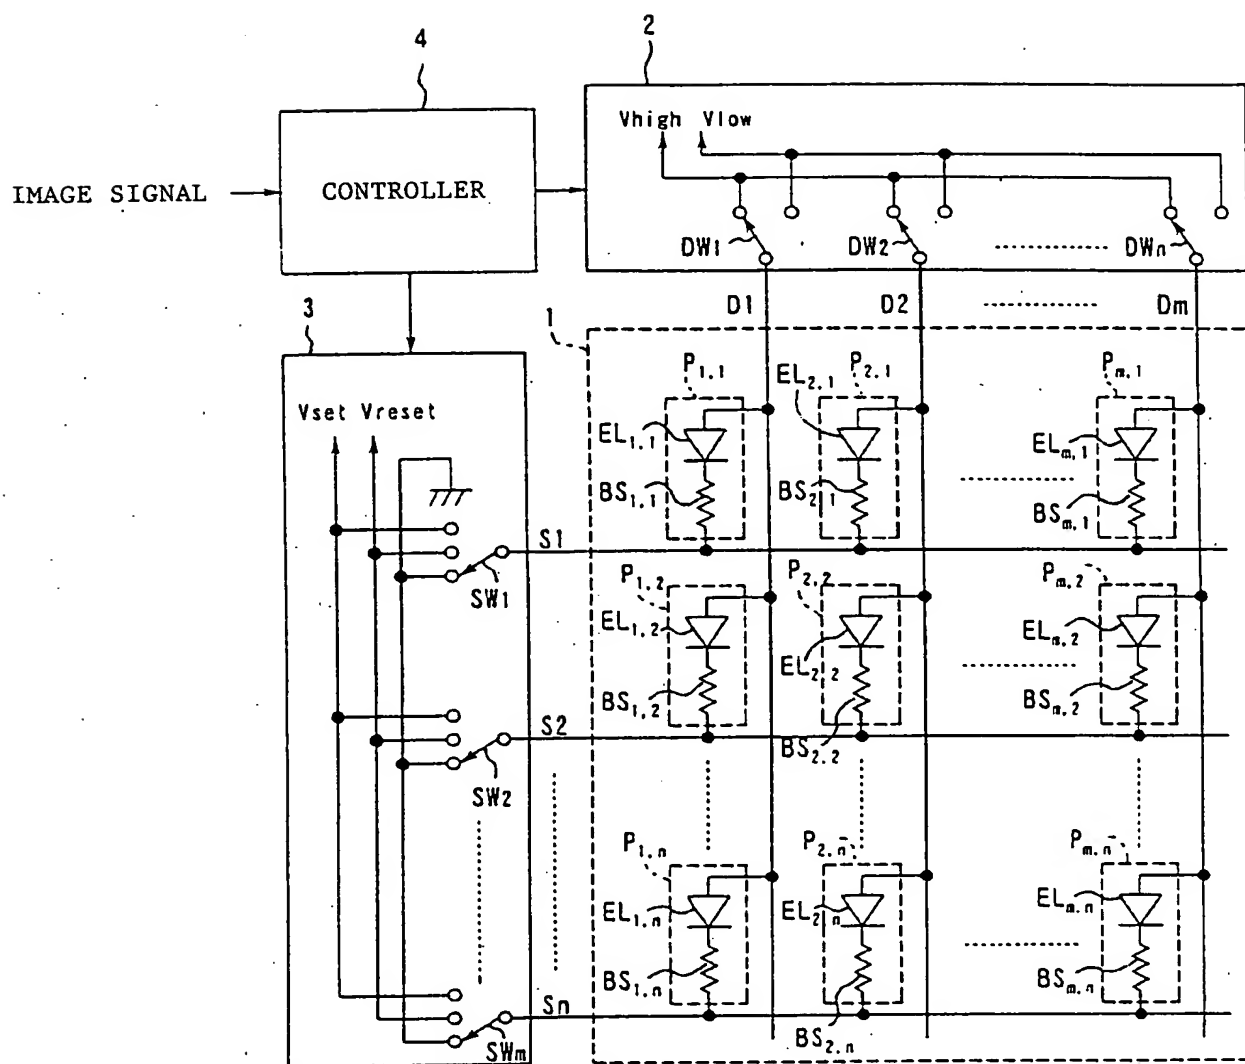 4
2
Vhigh Vlow
IMAGE SIGNAL
CONTROLLER
DW1
DW2
DWn
D1
D2
Dm
3
1
Vset Vreset
P1,1
EL2,1
P2,1
Pm,1
EL1,1
ELm,1
BS1,1
BS2,1
BSm,1
S1
SW1
P1,2
P2,2
Pm,2
EL1,2
EL2,2
ELm,2
BS1,2
BSm,2
S2
BS2,2
SW2
P1,n
P2,n
Pm,n
EL1,n
EL2,n
ELm,n
BS1,n
BSm,n
Sn
SWm
BS2,n